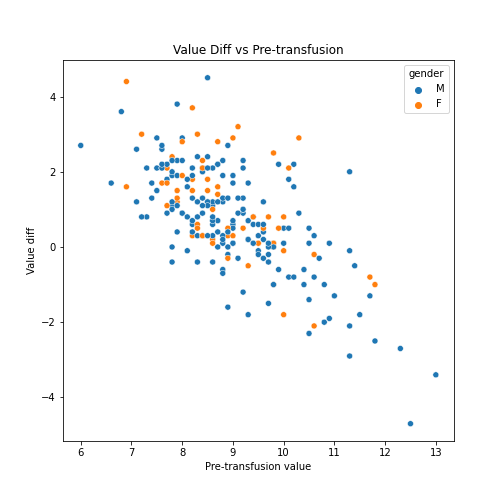 Value Diff vs Pre-transfusion
gender
M
F
4
2
0
−2
−4
Value diff
6 7 8 9 10 11 12 13
Pre-transfusion value